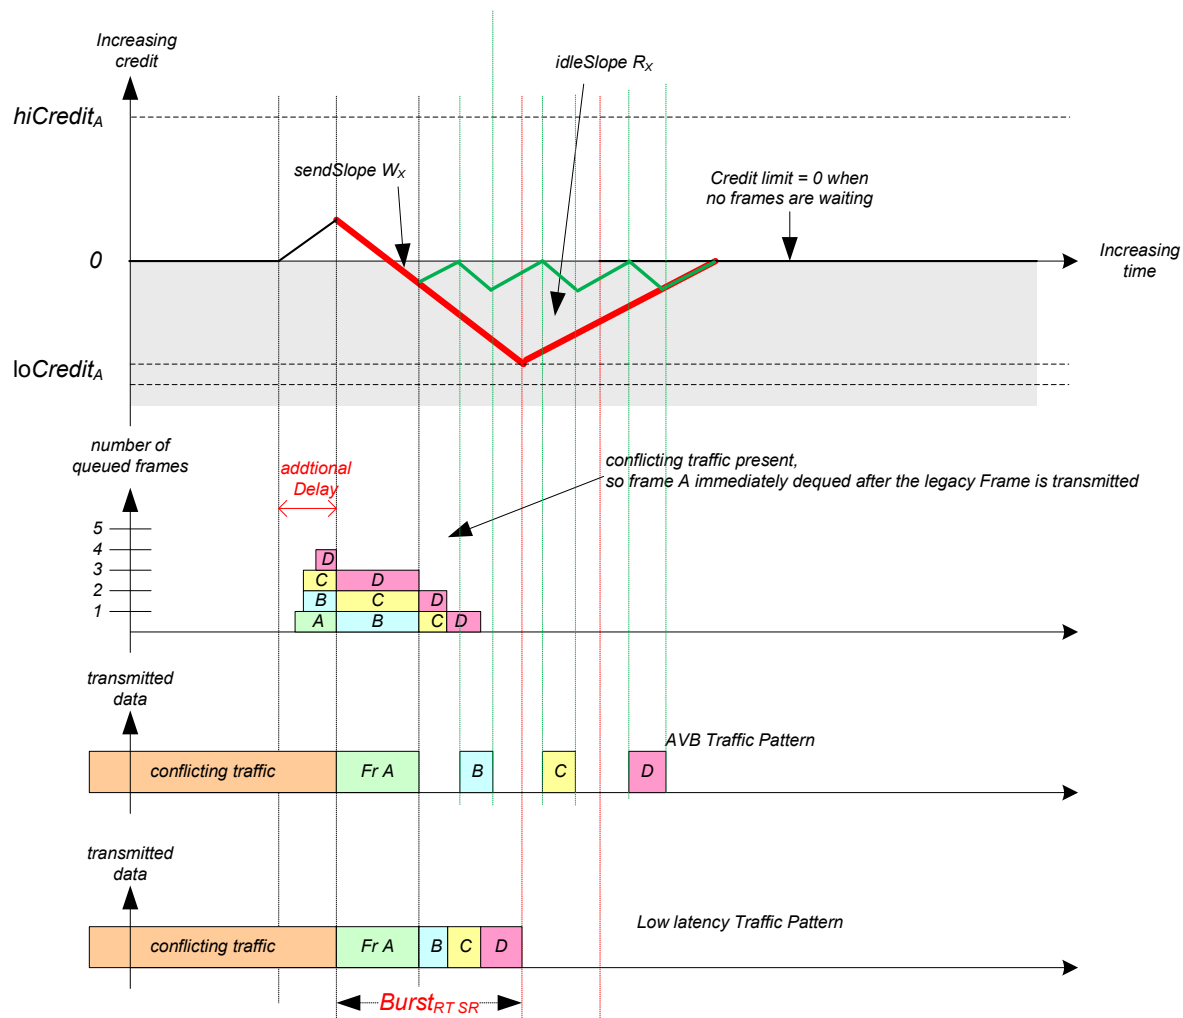 Increasing
credit
idleSlope RX
hiCreditA
sendSlope WX
Credit limit = 0 when
no frames are waiting
0
Increasing
time
loCreditA
number of
queued frames
addtional
Delay
conflicting traffic present,
so frame A immediately dequed after the legacy Frame is transmitted
5
4
3
2
1
D
C D
B C D
A B C D
transmitted
data
AVB Traffic Pattern
conflicting traffic Fr A B C D
transmitted
data
Low latency Traffic Pattern
conflicting traffic Fr A B C D
BurstRT SR